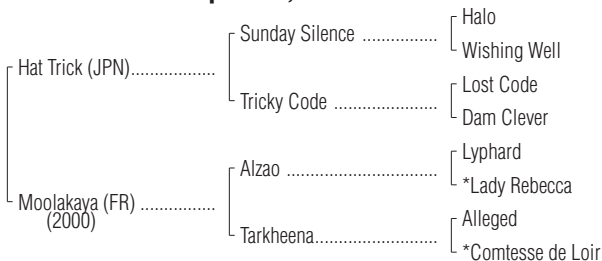 Halo
Sunday Silence ................
Wishing Well
Hat Trick (JPN)..................
Lost Code
Tricky Code ......................
Dam Clever
Lyphard
Alzao ................................
*Lady Rebecca
Moolakaya (FR) ................
(2000)
Alleged
Tarkheena..........................
*Comtesse de Loir